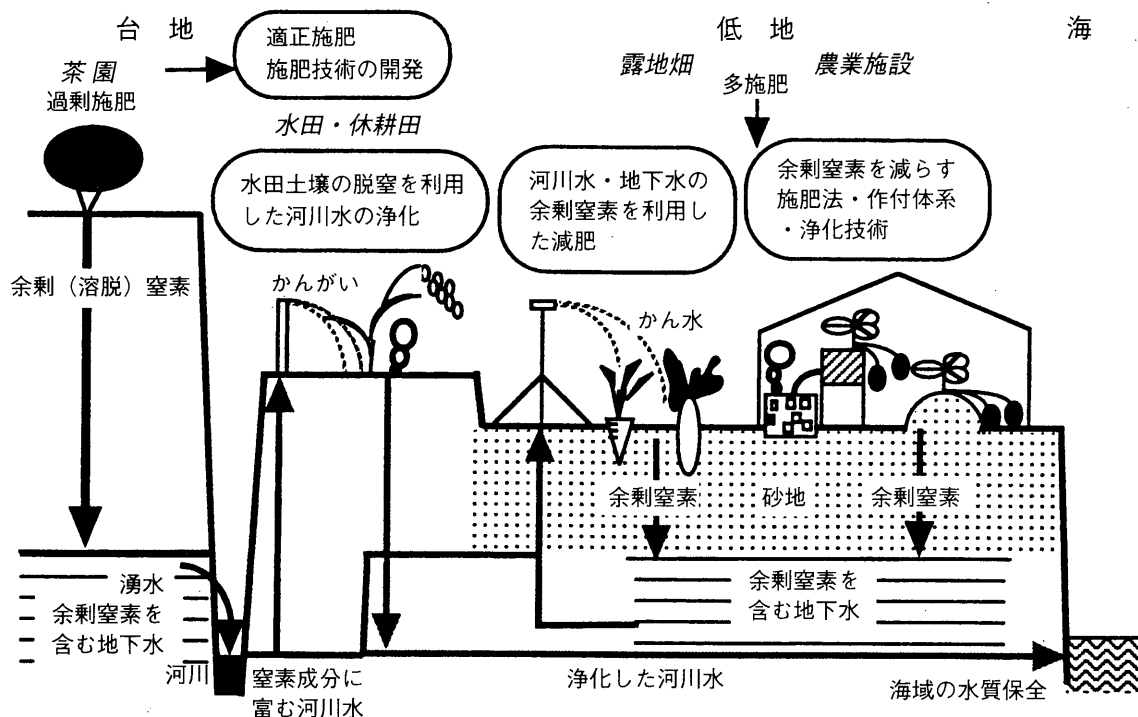 台地
低地
海
茶園
過剰施肥
適正施肥
施肥技術の開発
露地畑
農業施設
多施肥
水田・休耕田
水田土壌の脱窒を利用
した河川水の浄化
河川水・地下水の
余剰窒素を利用し
た減肥
余剰窒素を減らす
施肥法・作付体系
・浄化技術
余剰（溶脱）窒素
かんがい
かん水
余剰窒素
砂地
余剰窒素
湧水
余剰窒素を
含む地下水
余剰窒素を
含む地下水
河川
窒素成分に
富む河川水
浄化した河川水
海域の水質保全